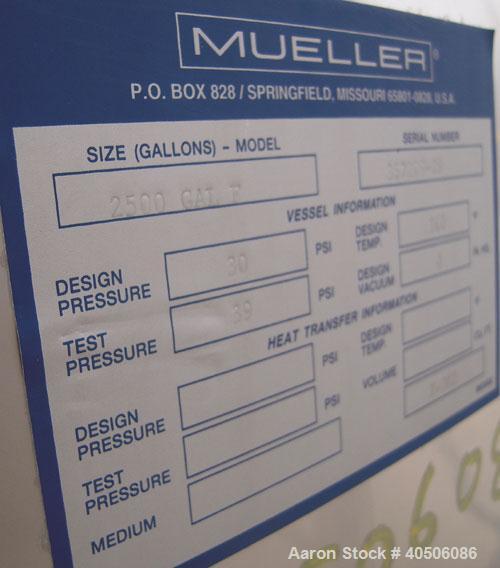 MUELLER®
P.O. BOX 828 / SPRINGFIELD, MISSOURI 65801-0828, U.S.A.
SIZE (GALLONS) – MODEL
SERIAL NUMBER
2500 GAL F
VESSEL INFORMATION
DESIGN PRESSURE 30 PSI
DESIGN TEMP.
TEST PRESSURE 39 PSI
DESIGN VACUUM IN. HG.
HEAT TRANSFER INFORMATION
DESIGN PRESSURE PSI
DESIGN TEMP.
TEST PRESSURE PSI
VOLUME
MEDIUM
Aaron Stock # 40506086